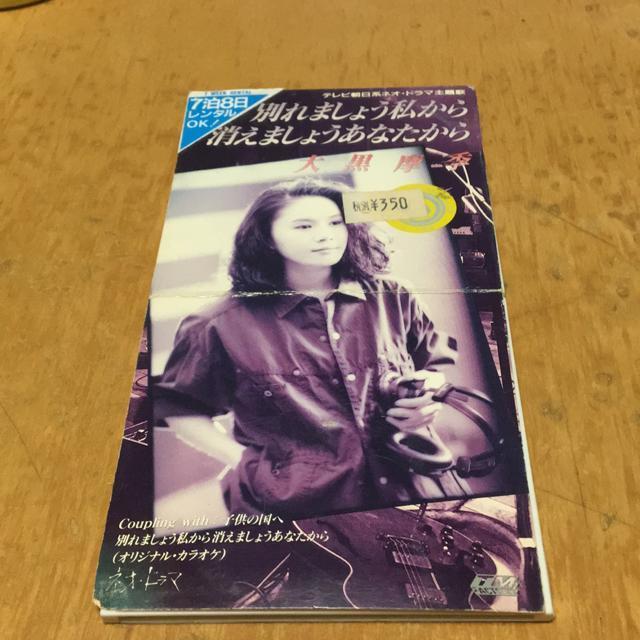 1 WEEK RENTAL
7泊8日
レンタル
OK!
テレビ朝日系ネオ・ドラマ主題歌
別れましょう私から
消えましょうあなたから
大黒摩季
税別¥350
Coupling with:子供の国へ
別れましょう私から消えましょうあなたから
(オリジナル・カラオケ)
ネオ・ドラマ